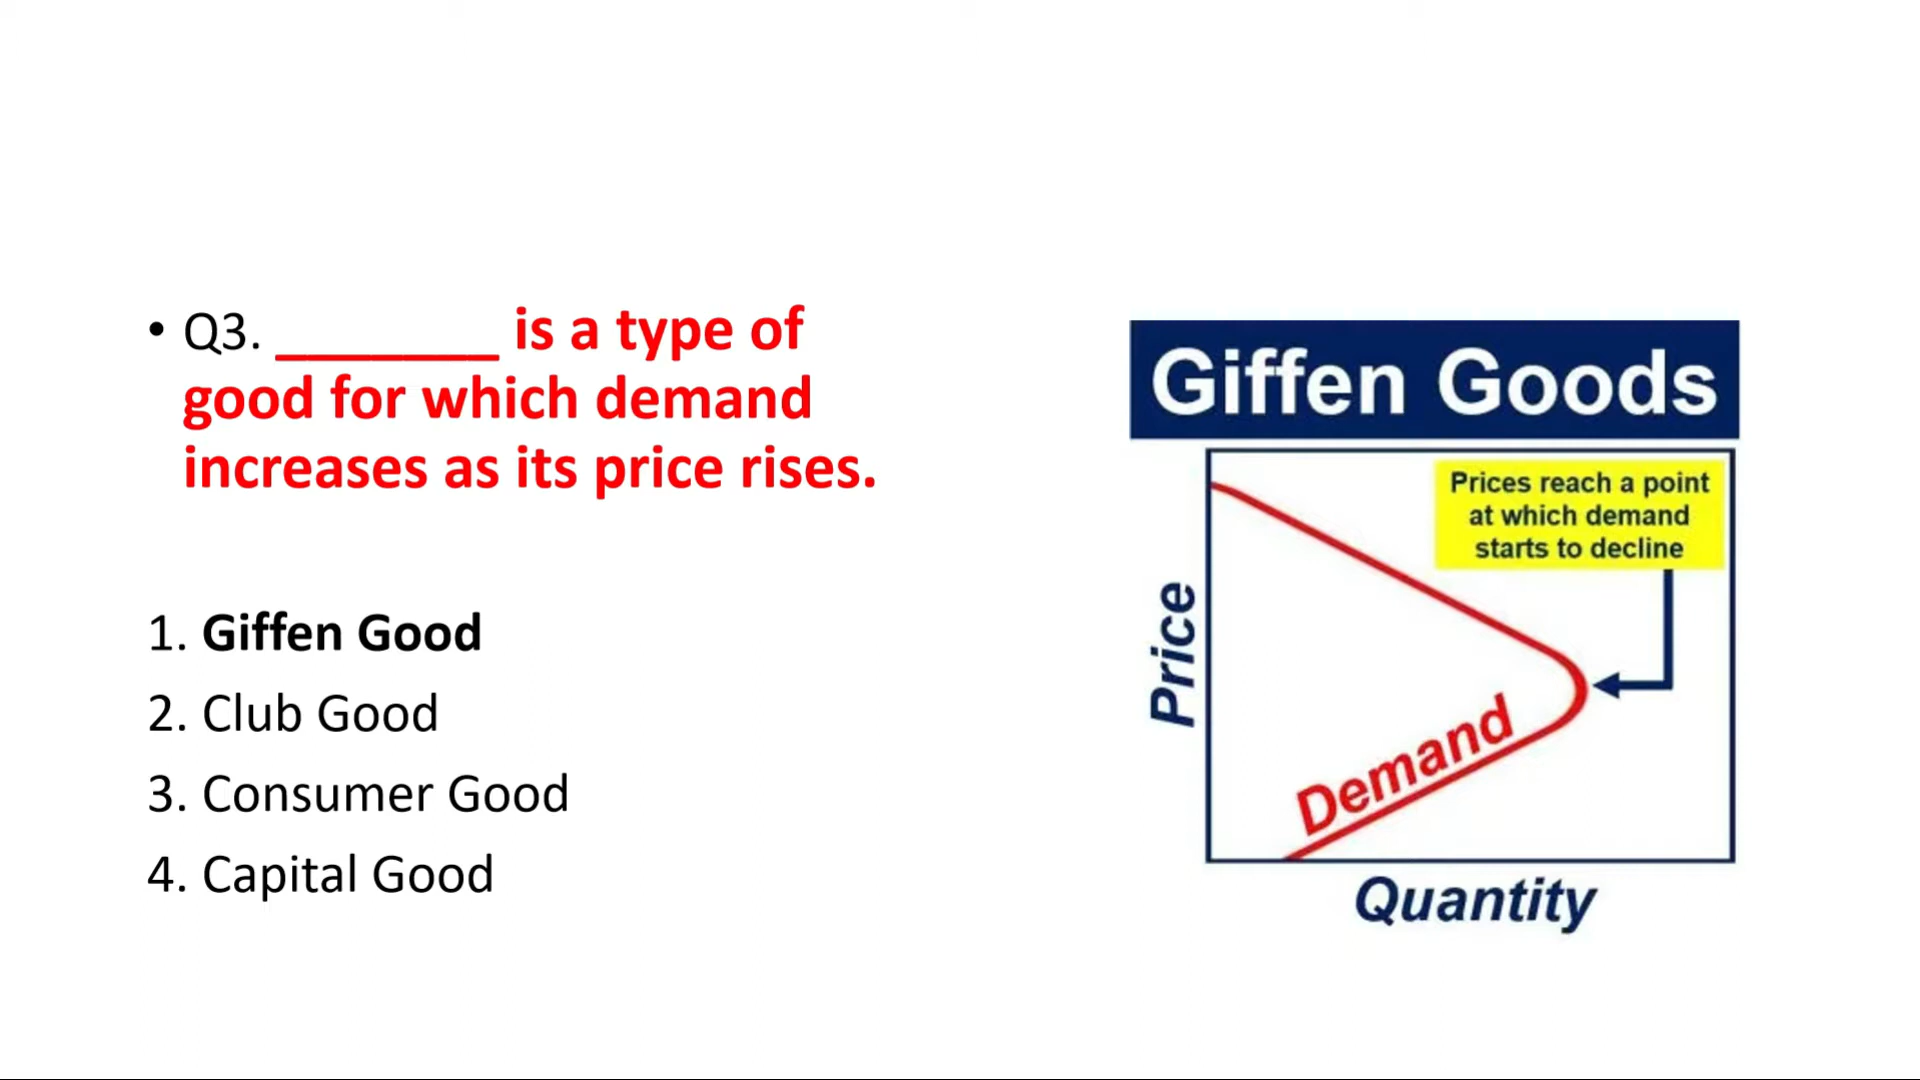 • Q3. _______ is a type of
good for which demand
increases as its price rises.
1. Giffen Good
2. Club Good
3. Consumer Good
4. Capital Good
Giffen Goods
Prices reach a point
at which demand
starts to decline
Price
Demand
Quantity